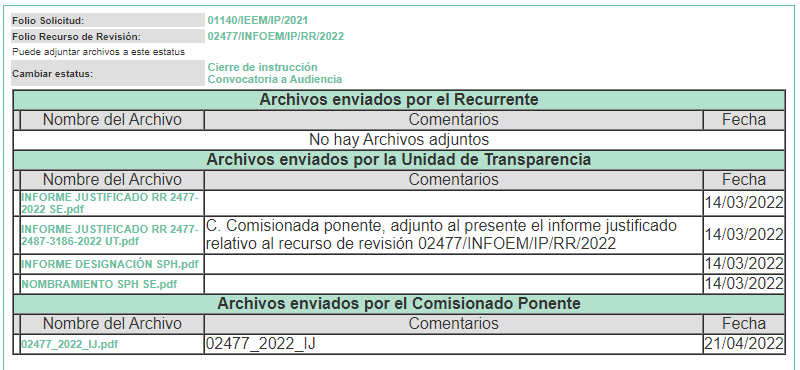 Folio Solicitud: 01140/IEEM/IP/2021
Folio Recurso de Revisión: 02477/INFOEM/IP/RR/2022
Puede adjuntar archivos a este estatus
Cambiar estatus: Cierre de instrucción
Convocatoria a Audiencia
Archivos enviados por el Recurrente
Nombre del Archivo Comentarios Fecha
No hay Archivos adjuntos
Archivos enviados por la Unidad de Transparencia
Nombre del Archivo Comentarios Fecha
INFORME JUSTIFICADO RR 2477-
2022 SE.pdf 14/03/2022
INFORME JUSTIFICADO RR 2477-
2487-3186-2022 UT.pdf C. Comisionada ponente, adjunto al presente el informe justificado
relativo al recurso de revisión 02477/INFOEM/IP/RR/2022 14/03/2022
INFORME DESIGNACIÓN SPH.pdf 14/03/2022
NOMBRAMIENTO SPH SE.pdf 14/03/2022
Archivos enviados por el Comisionado Ponente
Nombre del Archivo Comentarios Fecha
02477_2022_IJ.pdf 02477_2022_IJ 21/04/2022